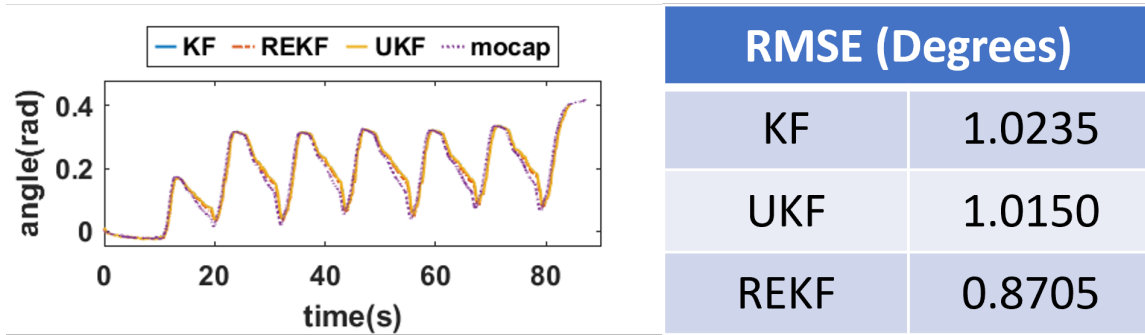 KF REKF UKF mocap
angle(rad)
0.4
0.2
0
0 20 40 60 80
time(s)
RMSE (Degrees)
KF 1.0235
UKF 1.0150
REKF 0.8705